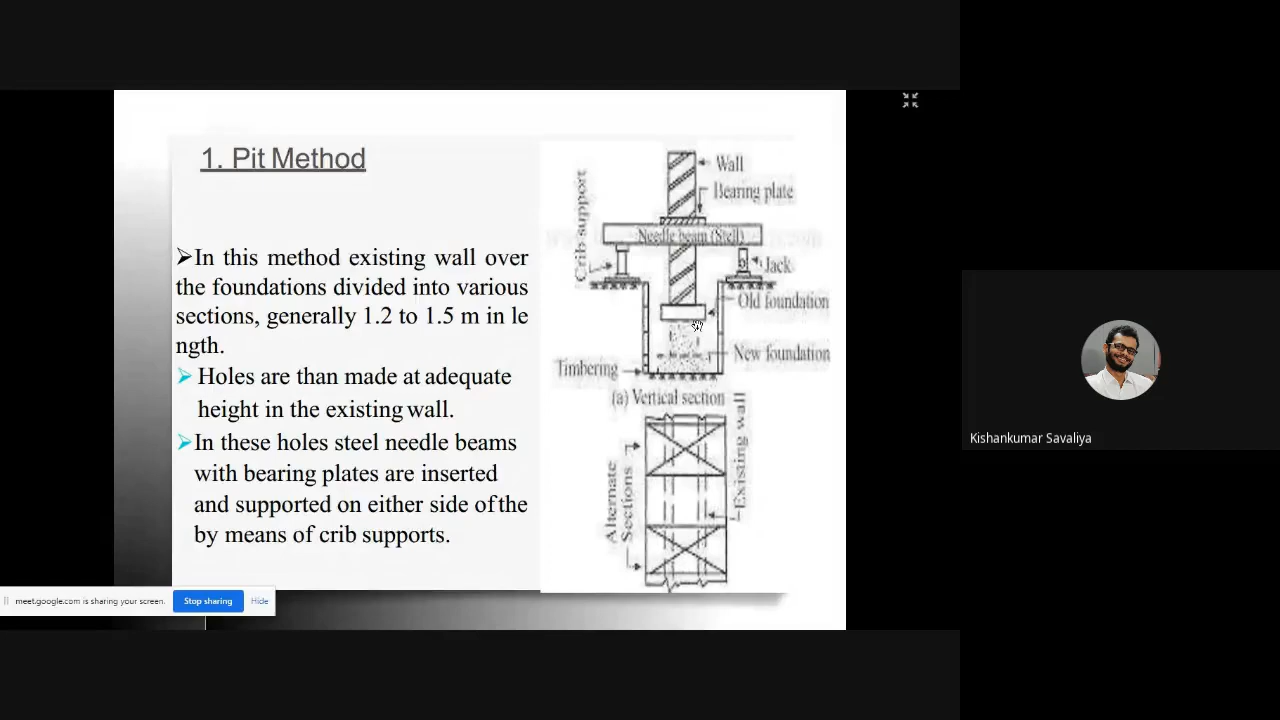 1. Pit Method
➢In this method existing wall over
the foundations divided into various
sections, generally 1.2 to 1.5 m in le
ngth.
➢ Holes are than made at adequate
height in the existing wall.
➢In these holes steel needle beams
with bearing plates are inserted
and supported on either side of the
by means of crib supports.
Wall
Bearing plate
Crib support
Needle beam (Stell)
Jack
Old foundation
New foundation
Timbering
(a) Vertical section
Alternate
Sections
Existing wall
meet.google.com is sharing your screen.
Stop sharing
Hide
Kishankumar Savaliya